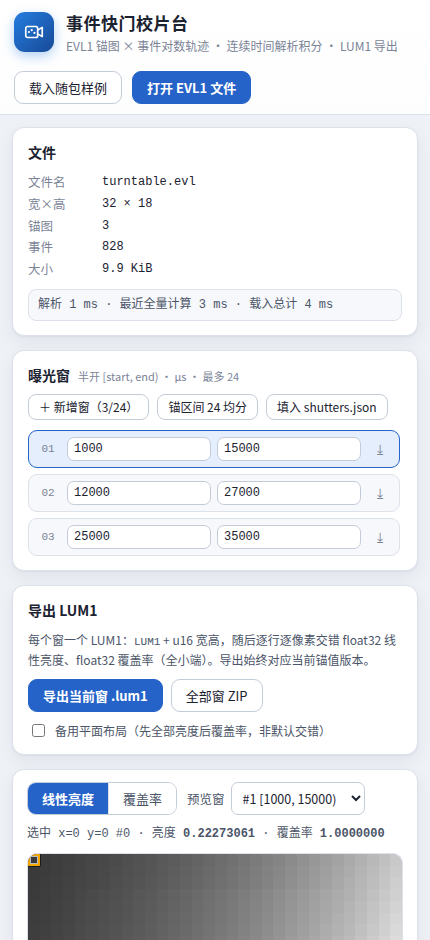 事件快门校片台
EVL1 锚图 × 事件对数轨迹 · 连续时间解析积分 · LUM1 导出
载入随包样例
打开 EVL1 文件
文件
文件名 turntable.evl
宽×高 32 × 18
锚图 3
事件 828
大小 9.9 KiB
解析 1 ms · 最近全量计算 3 ms · 载入总计 4 ms
曝光窗 半开 [start, end) · μs · 最多 24
＋ 新增窗（3/24）
锚区间 24 均分
填入 shutters.json
01 1000 15000 ⤓
02 12000 27000 ⤓
03 25000 35000 ⤓
导出 LUM1
每个窗一个 LUM1：LUM1 + u16 宽高，随后逐行逐像素交错 float32 线
性亮度、float32 覆盖率（全小端）。导出始终对应当前锚值版本。
导出当前窗 .lum1
全部窗 ZIP
备用平面布局（先全部亮度后覆盖率，非默认交错）
线性亮度
覆盖率
预览窗 #1 [1000, 15000)
选中 x=0 y=0 #0 · 亮度 0.22273061 · 覆盖率 1.0000000